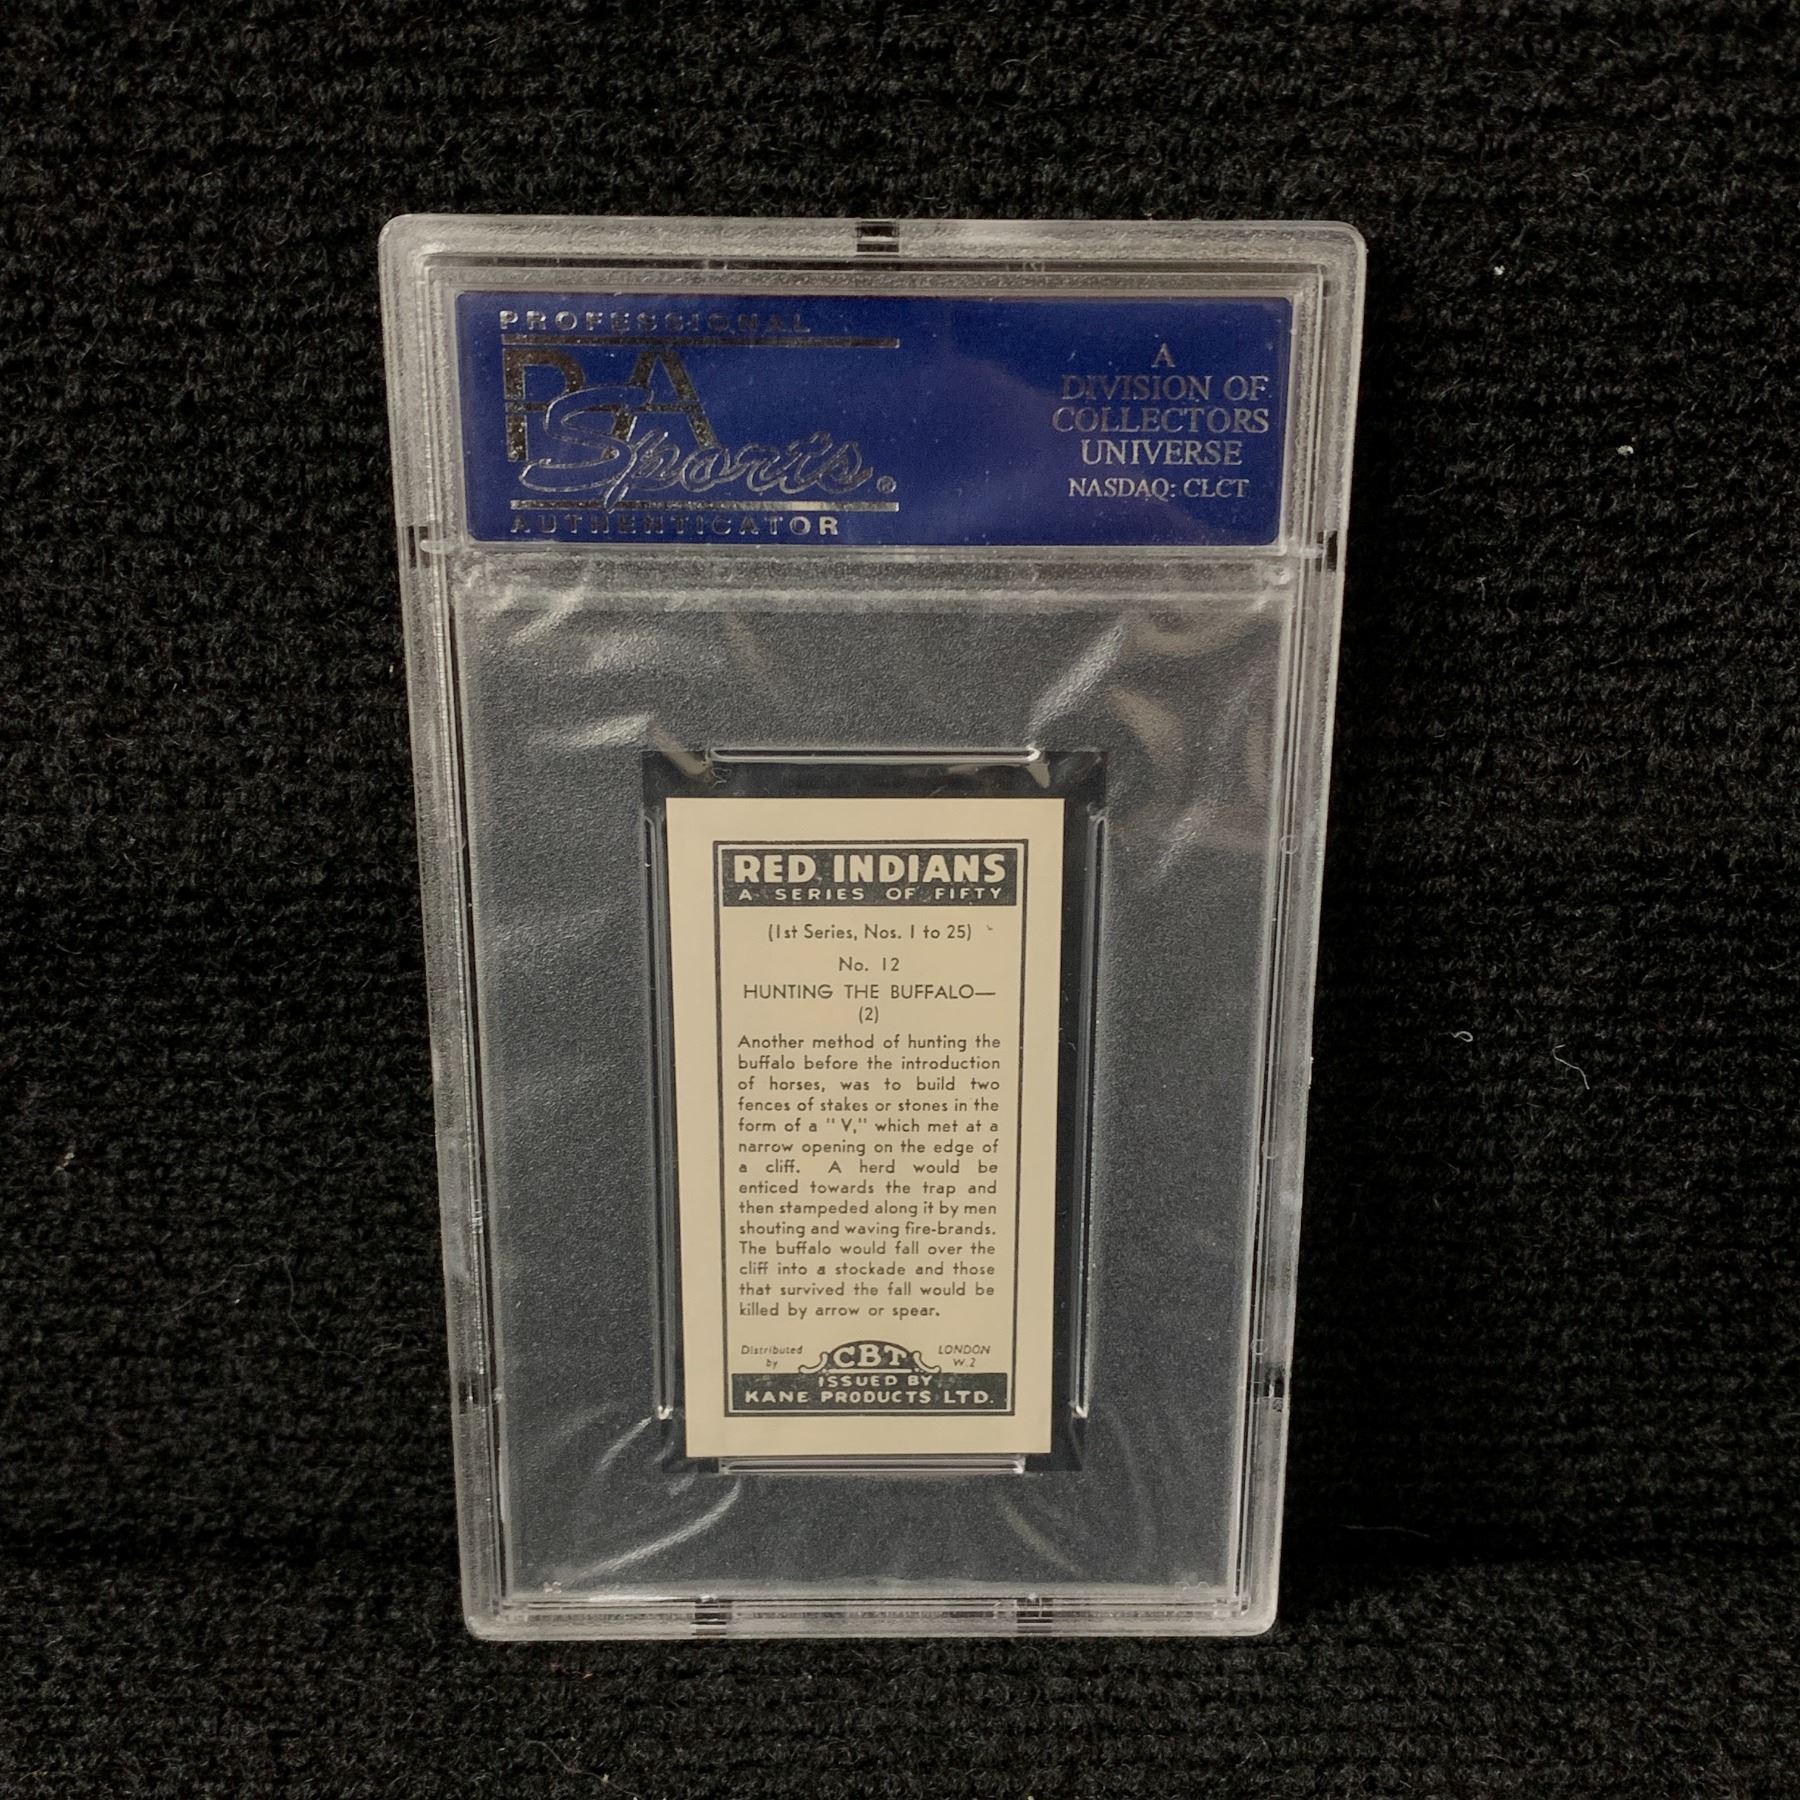 PROFESSIONAL
PSA
Sports®
AUTHENTICATOR
A
DIVISION OF
COLLECTORS
UNIVERSE
NASDAQ: CLCT
RED INDIANS
A SERIES OF FIFTY
(1st Series, Nos. 1 to 25)
No. 12
HUNTING THE BUFFALO—
(2)
Another method of hunting the
buffalo before the introduction
of horses, was to build two
fences of stakes or stones in the
form of a "V," which met at a
narrow opening on the edge of
a cliff. A herd would be
enticed towards the trap and
then stampeded along it by men
shouting and waving fire-brands.
The buffalo would fall over the
cliff into a stockade and those
that survived the fall would be
killed by arrow or spear.
Distributed
by
CBT
LONDON
W.2
ISSUED BY
KANE PRODUCTS LTD.